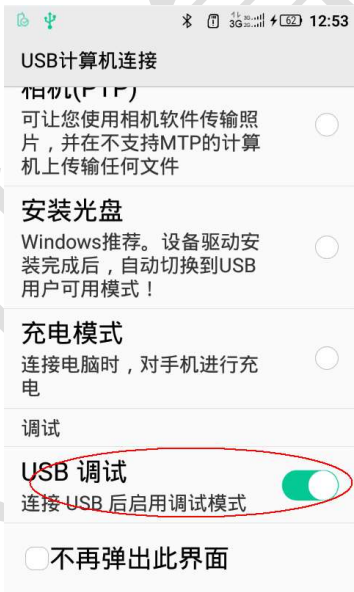 62 12:53
USB计算机连接
相机(PTP)
可让您使用相机软件传输照
片，并在不支持MTP的计算
机上传输任何文件
安装光盘
Windows推荐。设备驱动安
装完成后，自动切换到USB
用户可用模式！
充电模式
连接电脑时，对手机进行充
电
调试
USB 调试
连接 USB 后启用调试模式
不再弹出此界面